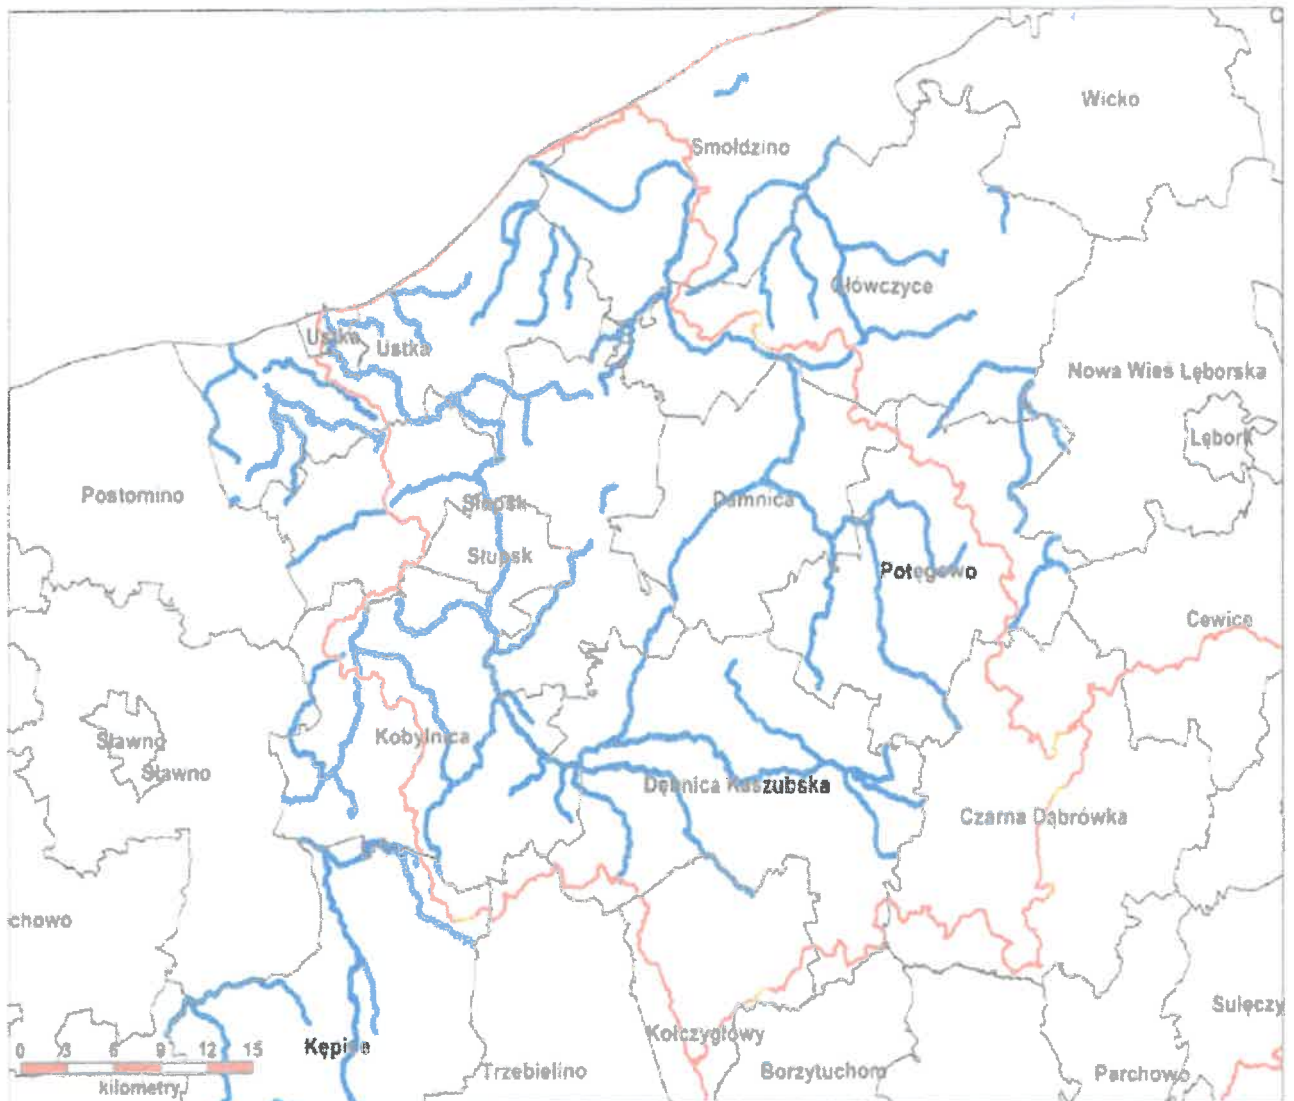 C
Wicko
Smołdzino
Główczyce
Ustka
Ustka
Nowa Wieś Lęborska
Lębork
Postomino
Damnica
Słupsk
Słupsk
Potęgowo
Cewice
Sławno
Sławno
Kobylnica
Dębnica Kaszubska
Czarna Dąbrówka
chowo
Sulęczy
Kołczygłowy
Kępice
Trzebielino
Borzytuchom
Parchowo
0 3 6 9 12 15
kilometry